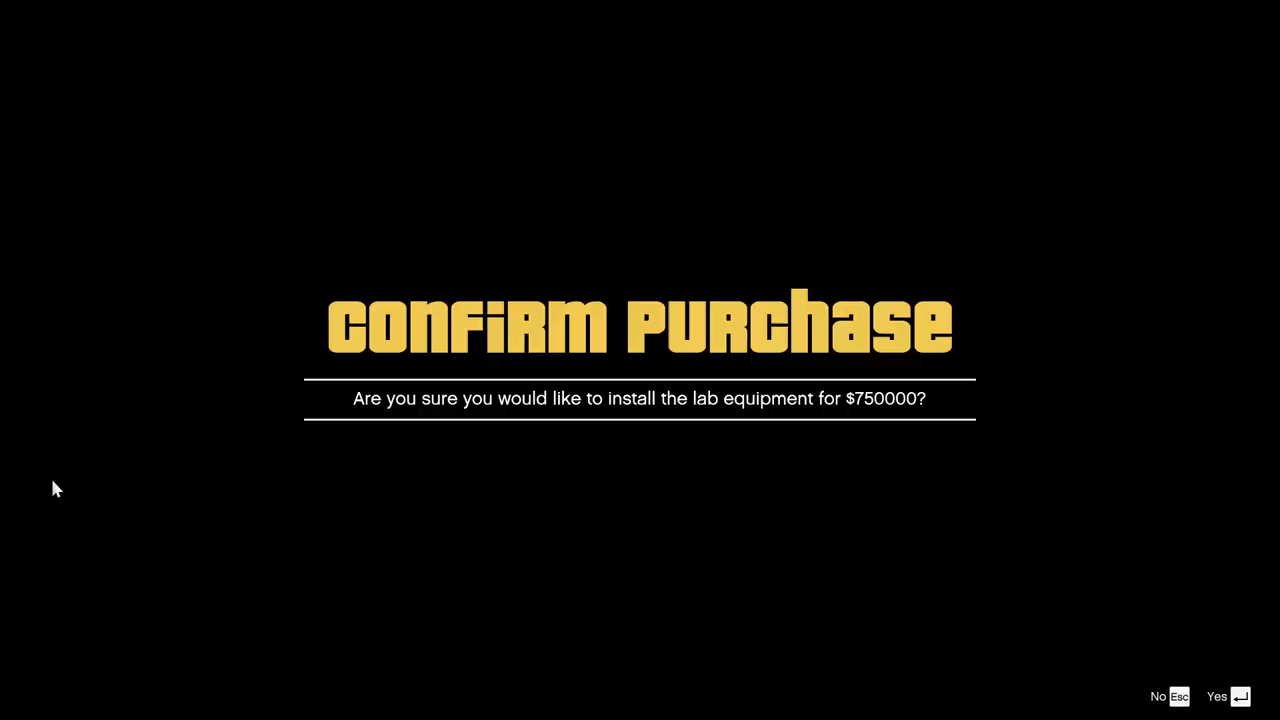 CONFIRM PURCHASE
Are you sure you would like to install the lab equipment for $750000?
No Esc Yes